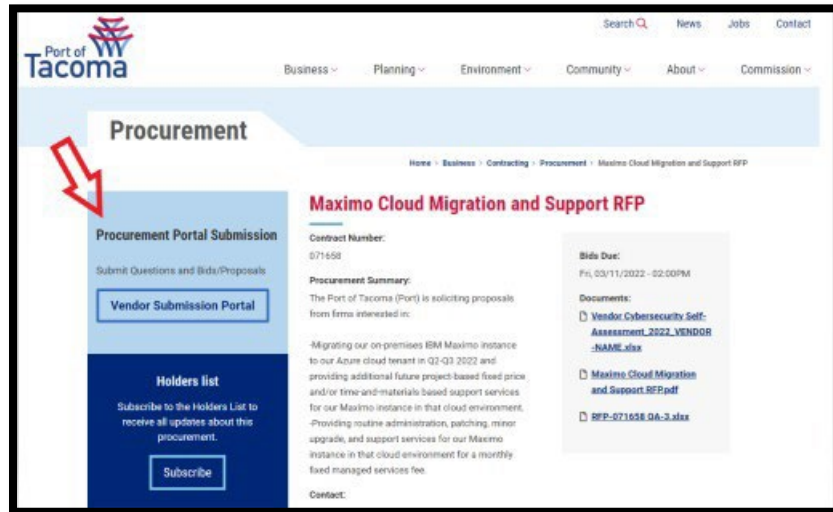 Search News Jobs Contact
Port of
Tacoma
Business Planning Environment Community About Commission
Procurement
Home > Business > Contracting > Procurement > Maximo Cloud Migration and Support RFP
Procurement Portal Submission
Submit Questions and Bids/Proposals
Vendor Submission Portal
Holders list
Subscribe to the Holders List to
receive all updates about this
procurement.
Subscribe
Maximo Cloud Migration and Support RFP
Contract Number:
071658
Procurement Summary:
The Port of Tacoma (Port) is soliciting proposals
from firms interested in:
-Migrating our on-premises IBM Maximo instance
to our Azure cloud tenant in Q2-Q3 2022 and
providing additional future project-based fixed price
and/or time-and-materials based support services
for our Maximo instance in that cloud environment.
-Providing routine administration, patching, minor
upgrade, and support services for our Maximo
instance in that cloud environment for a monthly
fixed managed services fee.
Contact:
Bids Due:
Fri, 03/11/2022 - 02:00PM
Documents:
Vendor Cybersecurity Self-
Assessment_2022_VENDOR
-NAME.xlsx
Maximo Cloud Migration
and Support RFP.pdf
RFP-071658 QA-3.xlsx